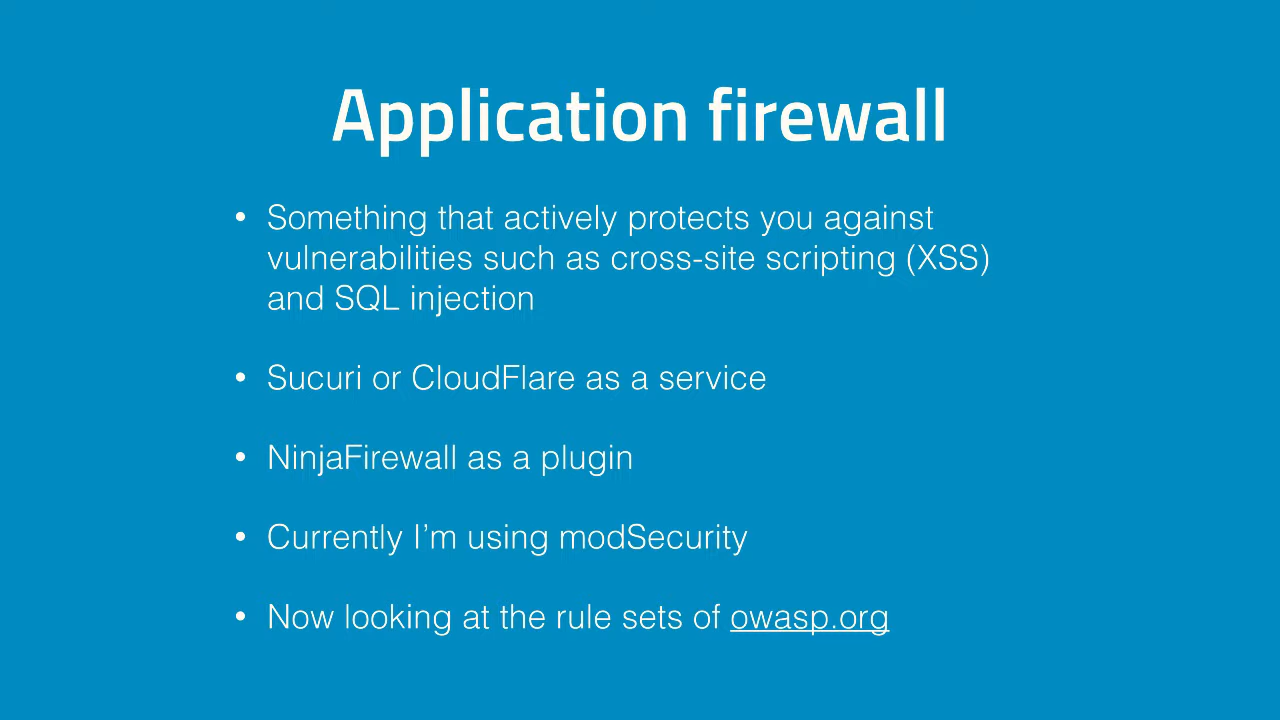 Application firewall
• Something that actively protects you against
vulnerabilities such as cross-site scripting (XSS)
and SQL injection
• Sucuri or CloudFlare as a service
• NinjaFirewall as a plugin
• Currently I’m using modSecurity
• Now looking at the rule sets of owasp.org